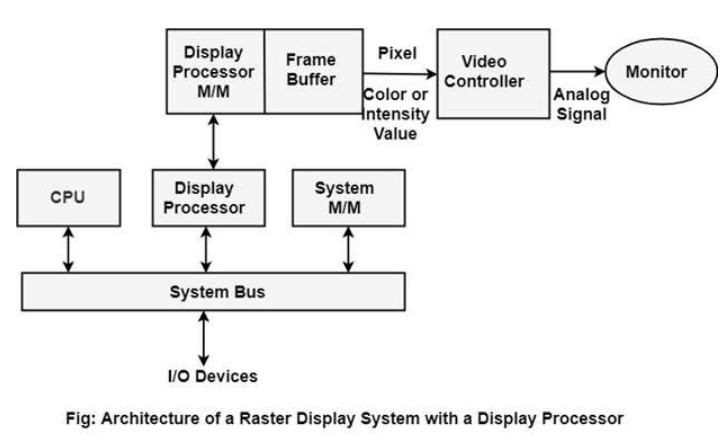 Display
Processor
M/M
Frame
Buffer
Pixel
Color or
Intensity
Value
Video
Controller
Analog
Signal
Monitor
CPU
Display
Processor
System
M/M
System Bus
I/O Devices
Fig: Architecture of a Raster Display System with a Display Processor